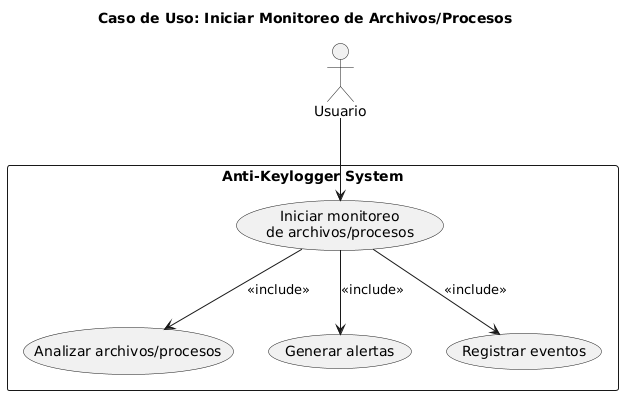 Caso de Uso: Iniciar Monitoreo de Archivos/Procesos
Usuario
Anti-Keylogger System
Iniciar monitoreo
de archivos/procesos
«include»
«include»
«include»
Analizar archivos/procesos
Generar alertas
Registrar eventos